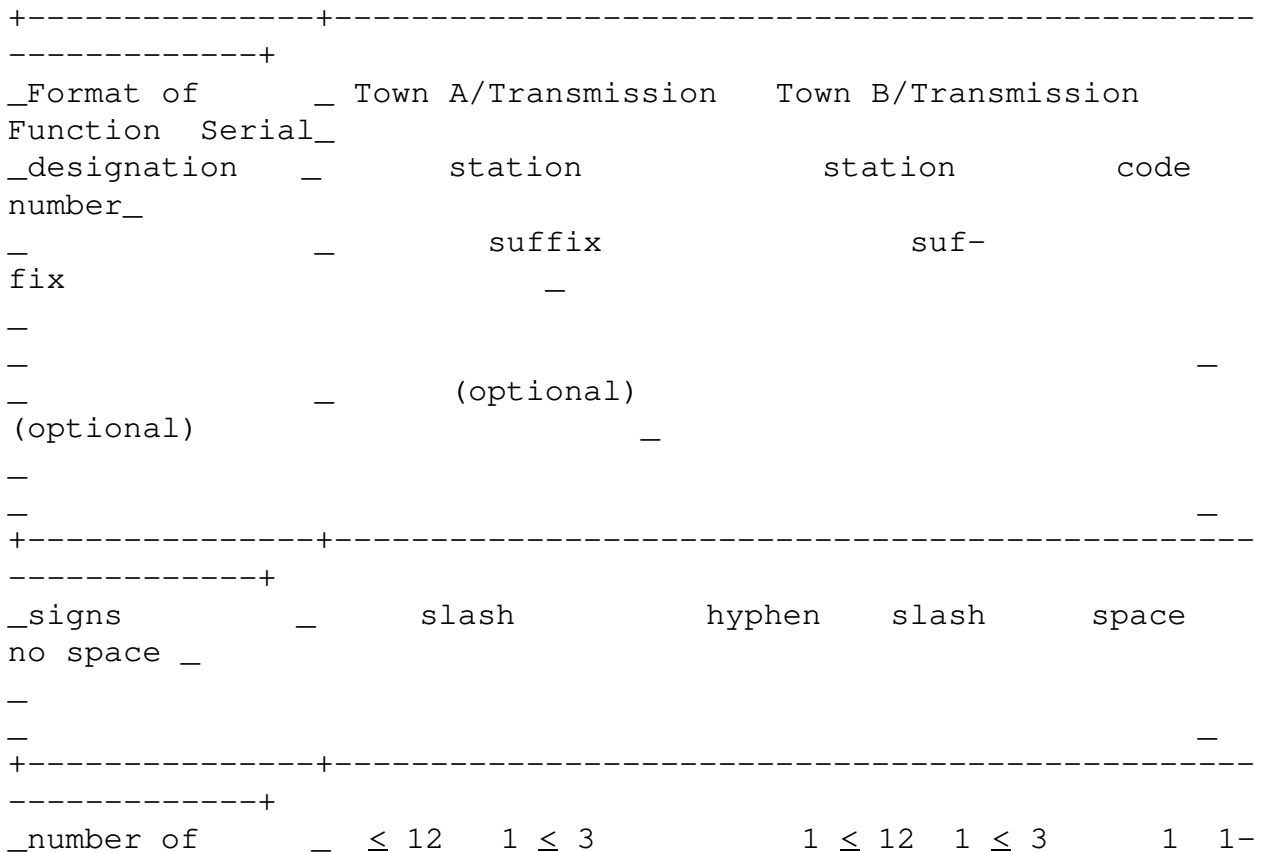 +---------------+------------------------------------------------
-------------+
_Format of      _ Town A/Transmission   Town B/Transmission
Function  Serial_
_designation    _       station             station         code
number_
_               _         suffix               suf-
fix                         _
_
_                                                              _
_               _       (optional)
(optional)                       _
_
_                                                              _
+---------------+------------------------------------------------
-------------+
_signs          _     slash          hyphen    slash      space
no space _
_
_                                                              _
+---------------+------------------------------------------------
-------------+
_number of      _  ≤ 12   1 ≤ 3          1 ≤ 12  1 ≤ 3      1  1-